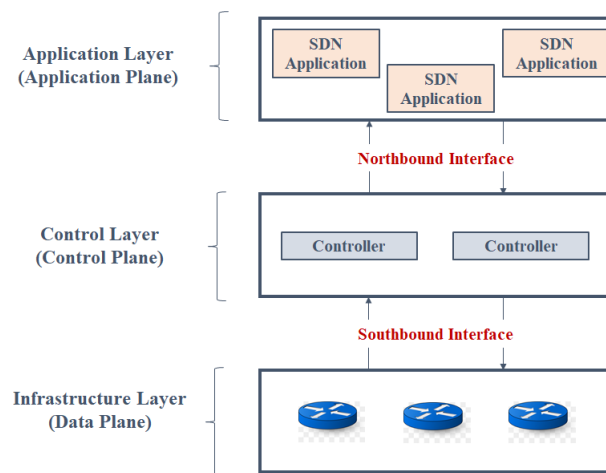 Application Layer
(Application Plane)
SDN
Application
SDN
Application
SDN
Application
Northbound Interface
Control Layer
(Control Plane)
Controller
Controller
Southbound Interface
Infrastructure Layer
(Data Plane)